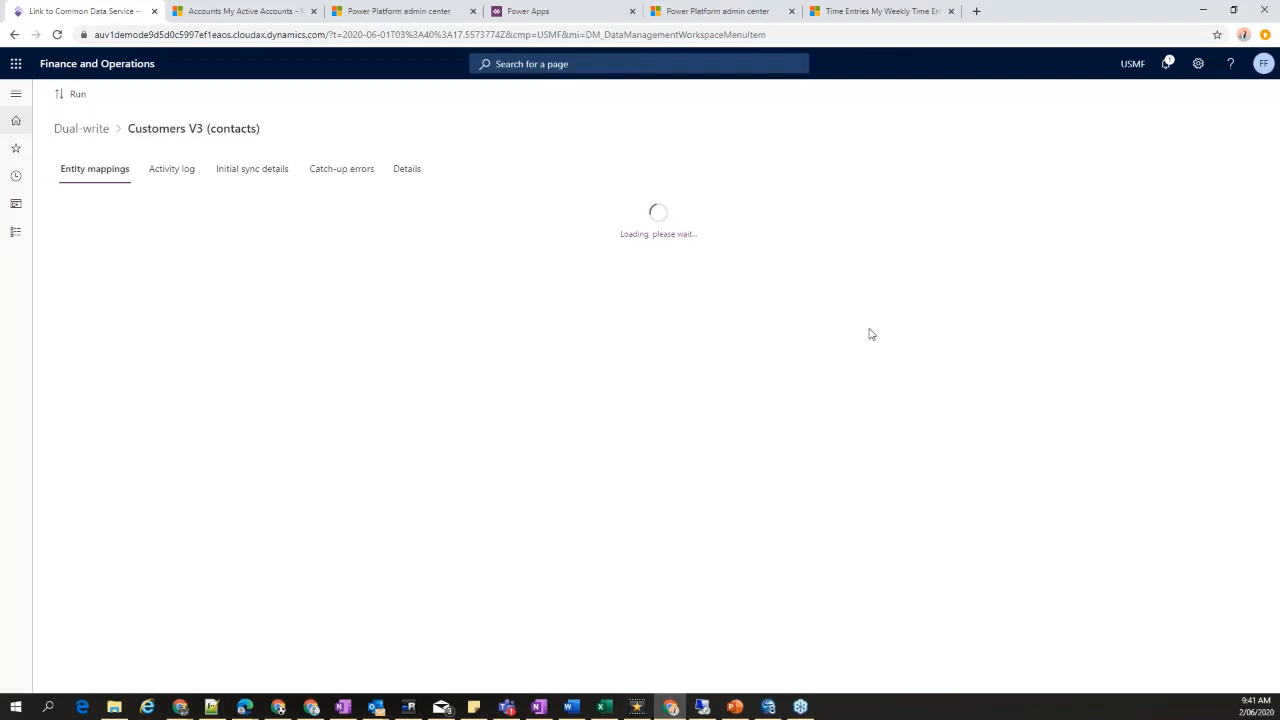 Link to Common Data Service --
Accounts My Active Accounts -
Power Platform admin center
Power Apps
Power Platform admin center
Time Entries My Weekly Time En
auv1demode9d5d0c5997ef1eaos.cloudax.dynamics.com/?t=2020-06-01T03%3A40%3A17.5573774Z&cmp=USMF&mi=DM_DataManagementWorkspaceMenuItem
Finance and Operations
Search for a page
USMF
1
FF
Run
Dual-write > Customers V3 (contacts)
Entity mappings
Activity log
Initial sync details
Catch-up errors
Details
Loading, please wait...
9:41 AM
2/06/2020